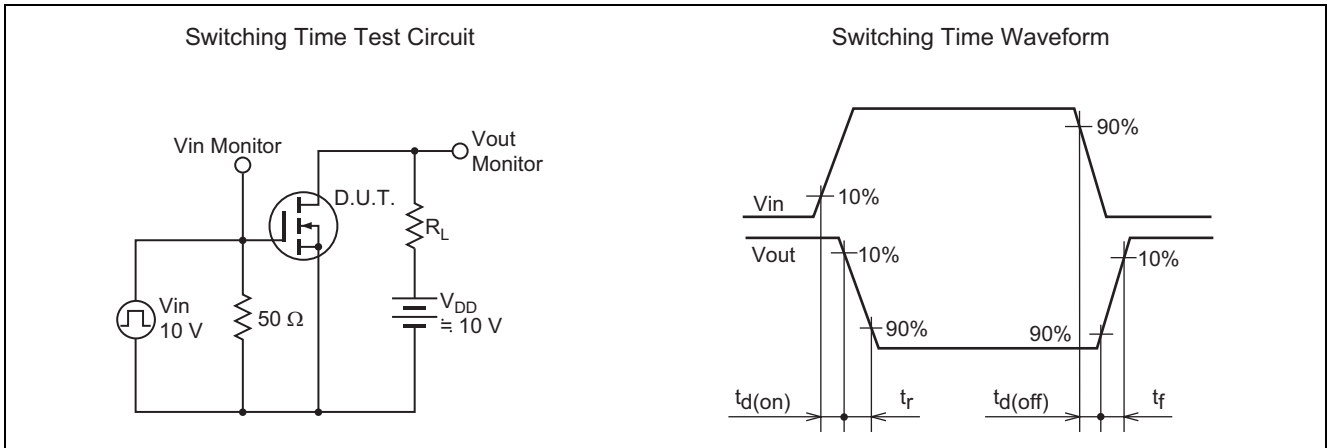 Switching Time Test Circuit
Vin Monitor
Vout
Monitor
D.U.T.
RL
Vin
10 V
50 Ω
VDD
≒ 10 V
Switching Time Waveform
90%
10%
Vin
Vout
10%
10%
90%
90%
td(on)
tr
td(off)
tf